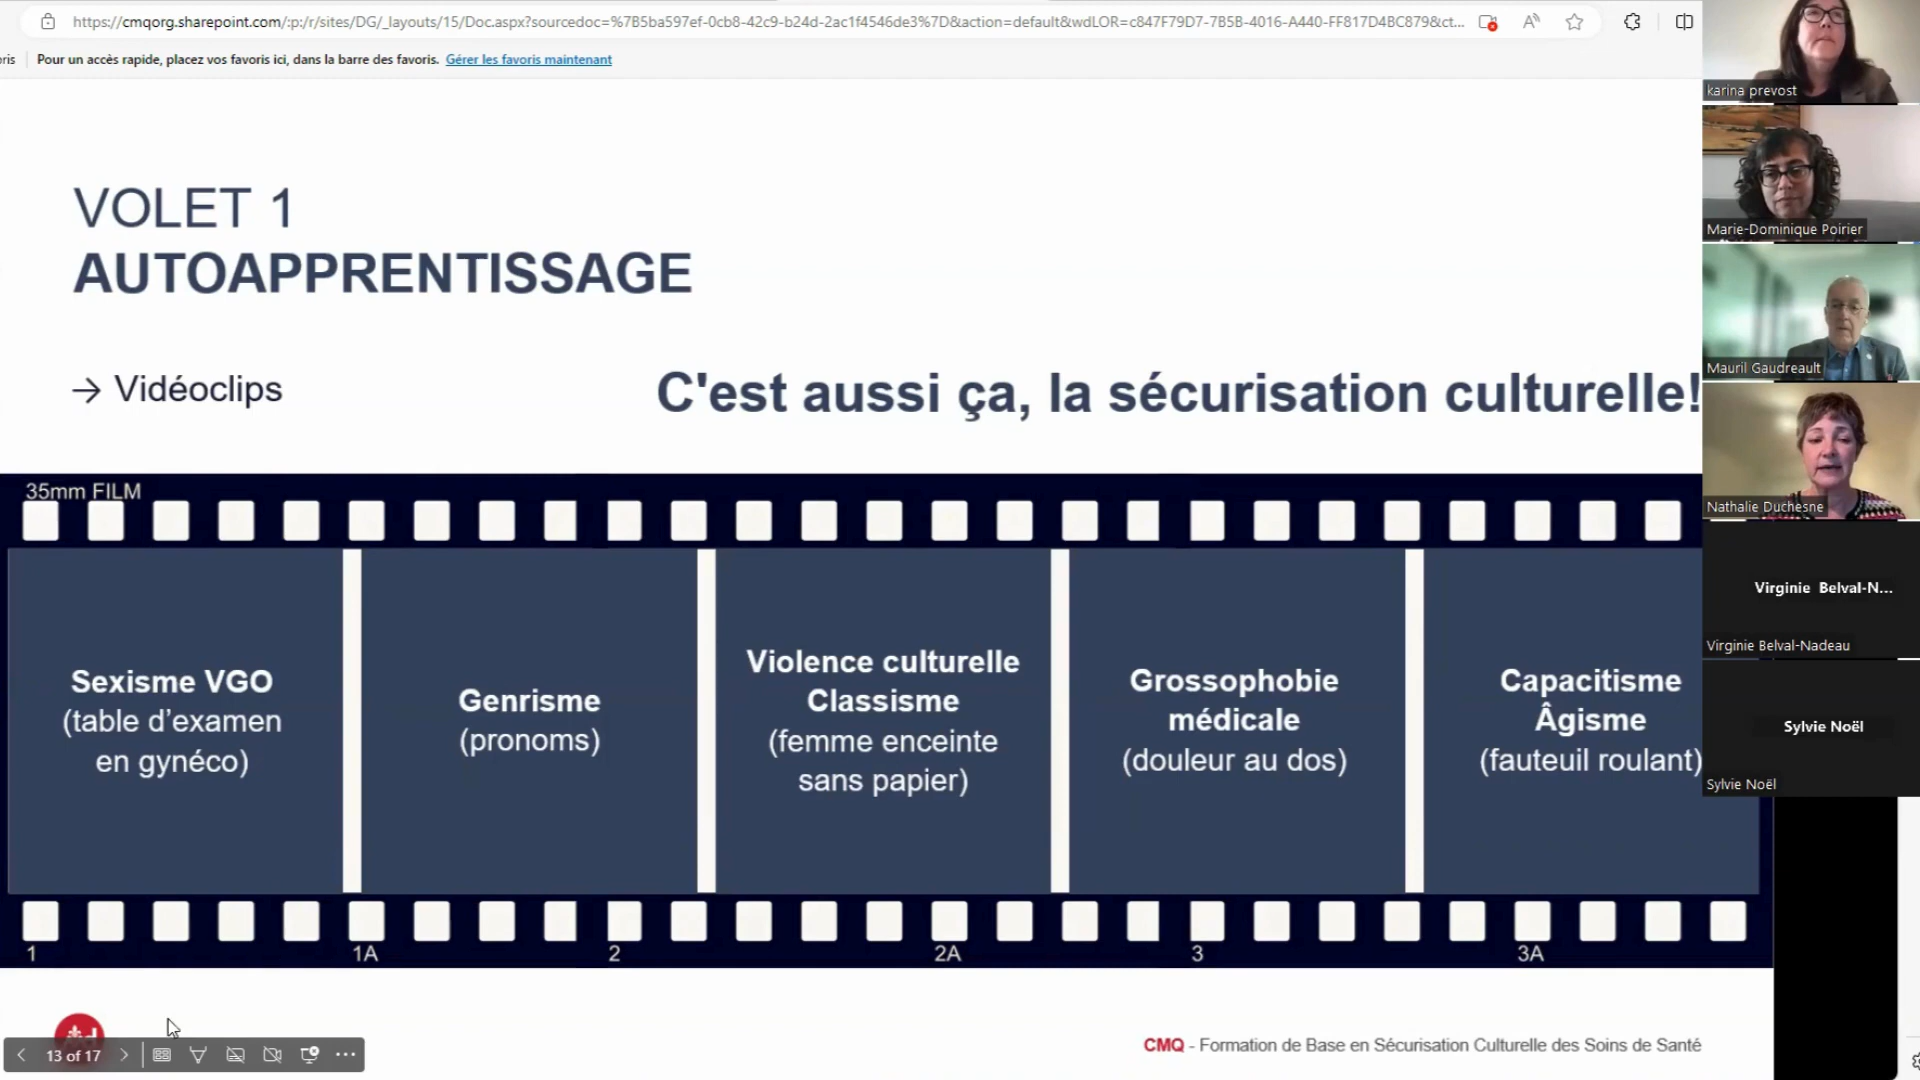 https://cmqorg.sharepoint.com/:p:/r/sites/DG/_layouts/15/Doc.aspx?sourcedoc=%7B5ba597ef-0cb8-42c9-b24d-2ac1f4546de3%7D&action=default&wdLOR=c847F79D7-7B5B-4016-A440-FF817D4BC879&ct...
oris
Pour un accès rapide, placez vos favoris ici, dans la barre des favoris. Gérer les favoris maintenant
karina prevost
Marie-Dominique Poirier
Mauril Gaudreault
Nathalie Duchesne
Virginie Belval-N...
Virginie Belval-Nadeau
Sylvie Noël
Sylvie Noël
VOLET 1
AUTOAPPRENTISSAGE
→ Vidéoclips
C'est aussi ça, la sécurisation culturelle!
35mm FILM
Sexisme VGO
(table d'examen
en gynéco)
Genrisme
(pronoms)
Violence culturelle
Classisme
(femme enceinte
sans papier)
Grossophobie
médicale
(douleur au dos)
Capacitisme
Âgisme
(fauteuil roulant)
1
1A
2
2A
3
3A
13 of 17
CMQ - Formation de Base en Sécurisation Culturelle des Soins de Santé